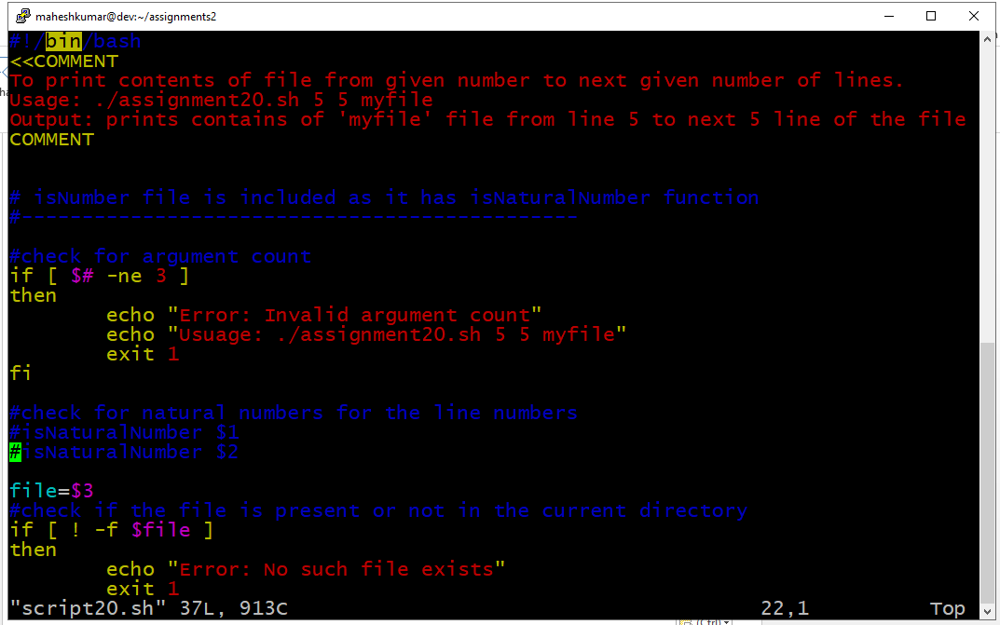 maheshkumar@dev:~/assignments2
#!/bin/bash
<<COMMENT
To print contents of file from given number to next given number of lines.
Usage: ./assignment20.sh 5 5 myfile
Output: prints contains of 'myfile' file from line 5 to next 5 line of the file
COMMENT
# isNumber file is included as it has isNaturalNumber function
#----------------------------------------------
#check for argument count
if [ $# -ne 3 ]
then
echo "Error: Invalid argument count"
echo "Usuage: ./assignment20.sh 5 5 myfile"
exit 1
fi
#check for natural numbers for the line numbers
#isNaturalNumber $1
#isNaturalNumber $2
file=$3
#check if the file is present or not in the current directory
if [ ! -f $file ]
then
echo "Error: No such file exists"
exit 1
"script20.sh" 37L, 913C 22,1 Top